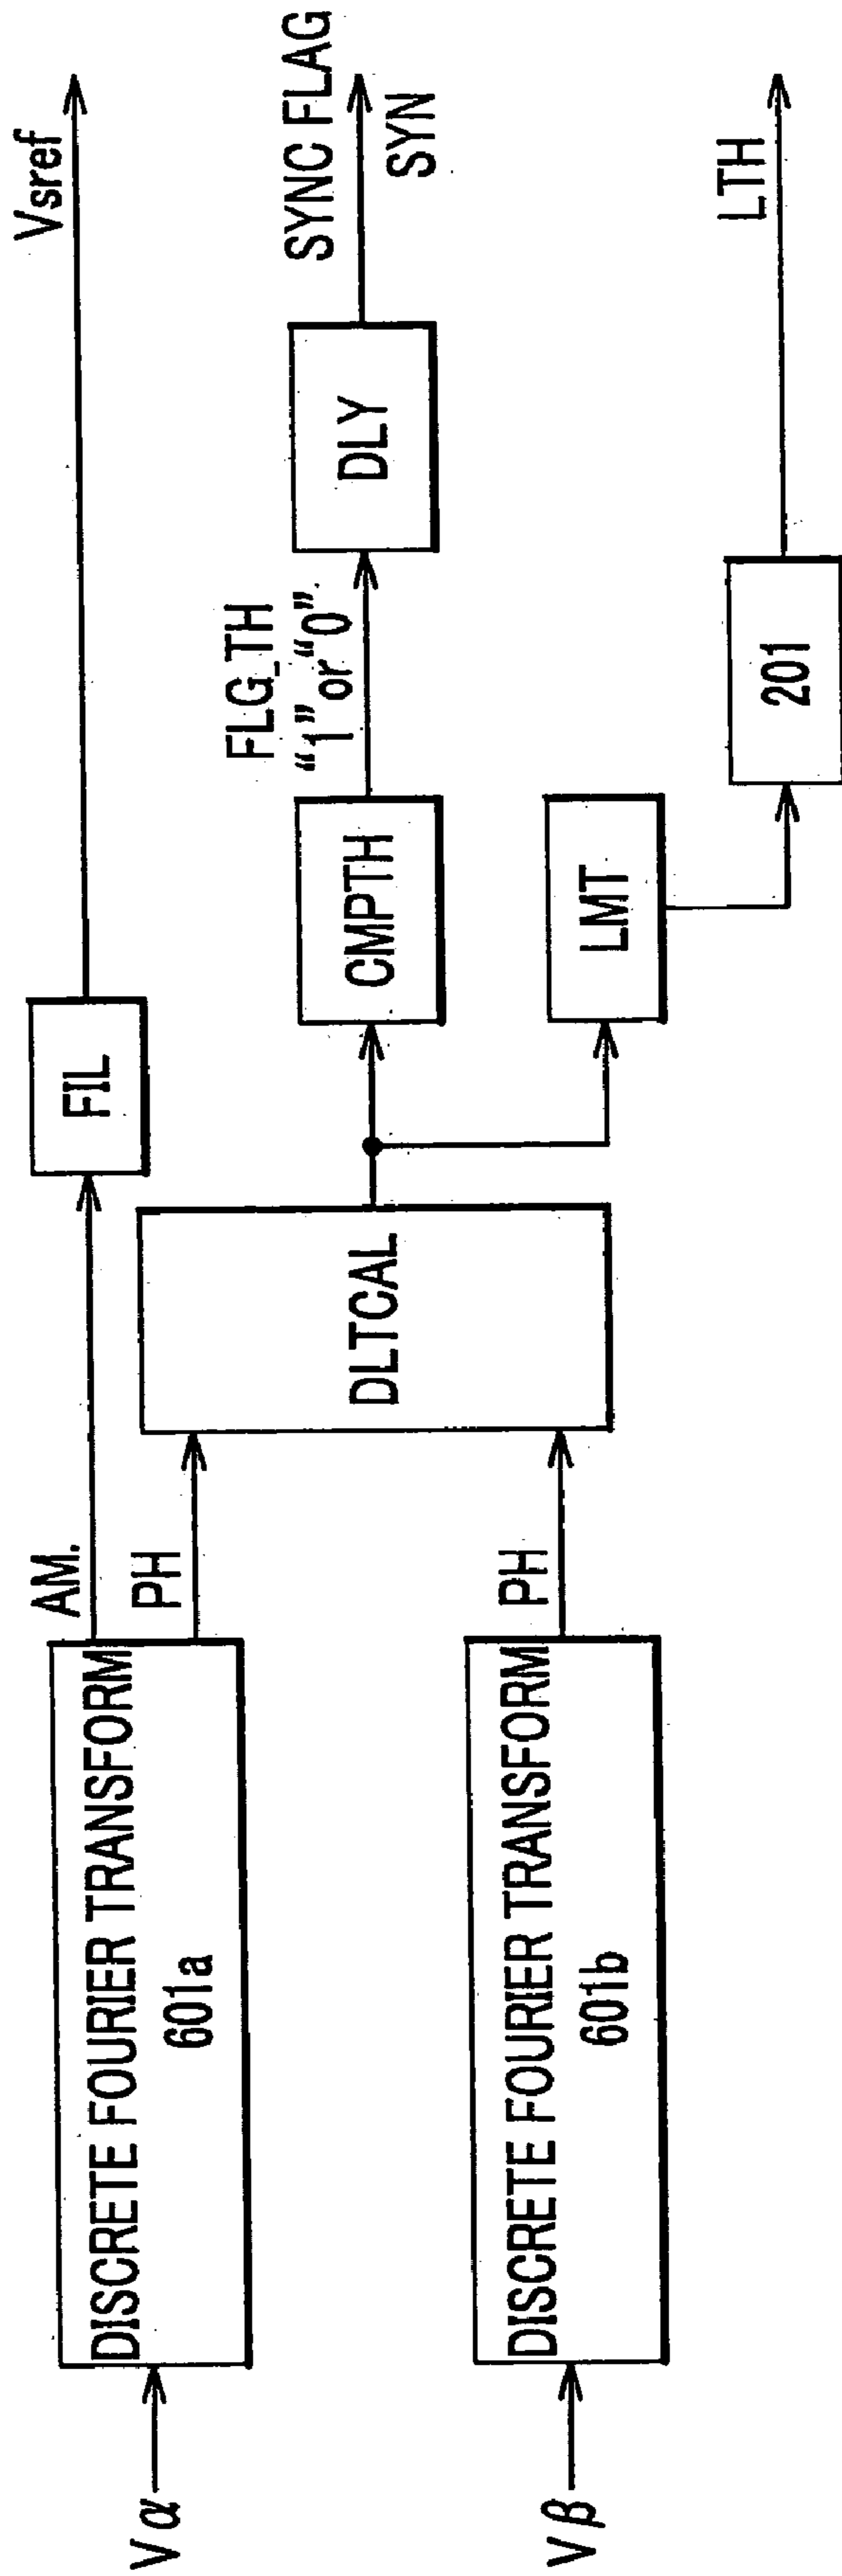 Vα
DISCRETE FOURIER TRANSFORM
601a
AM.
PH
FIL
Vsref
Vβ
DISCRETE FOURIER TRANSFORM
601b
PH
DLTCAL
CMPTH
FLG_TH
“1” or “0”
DLY
SYNC FLAG
SYN
LMT
201
LTH